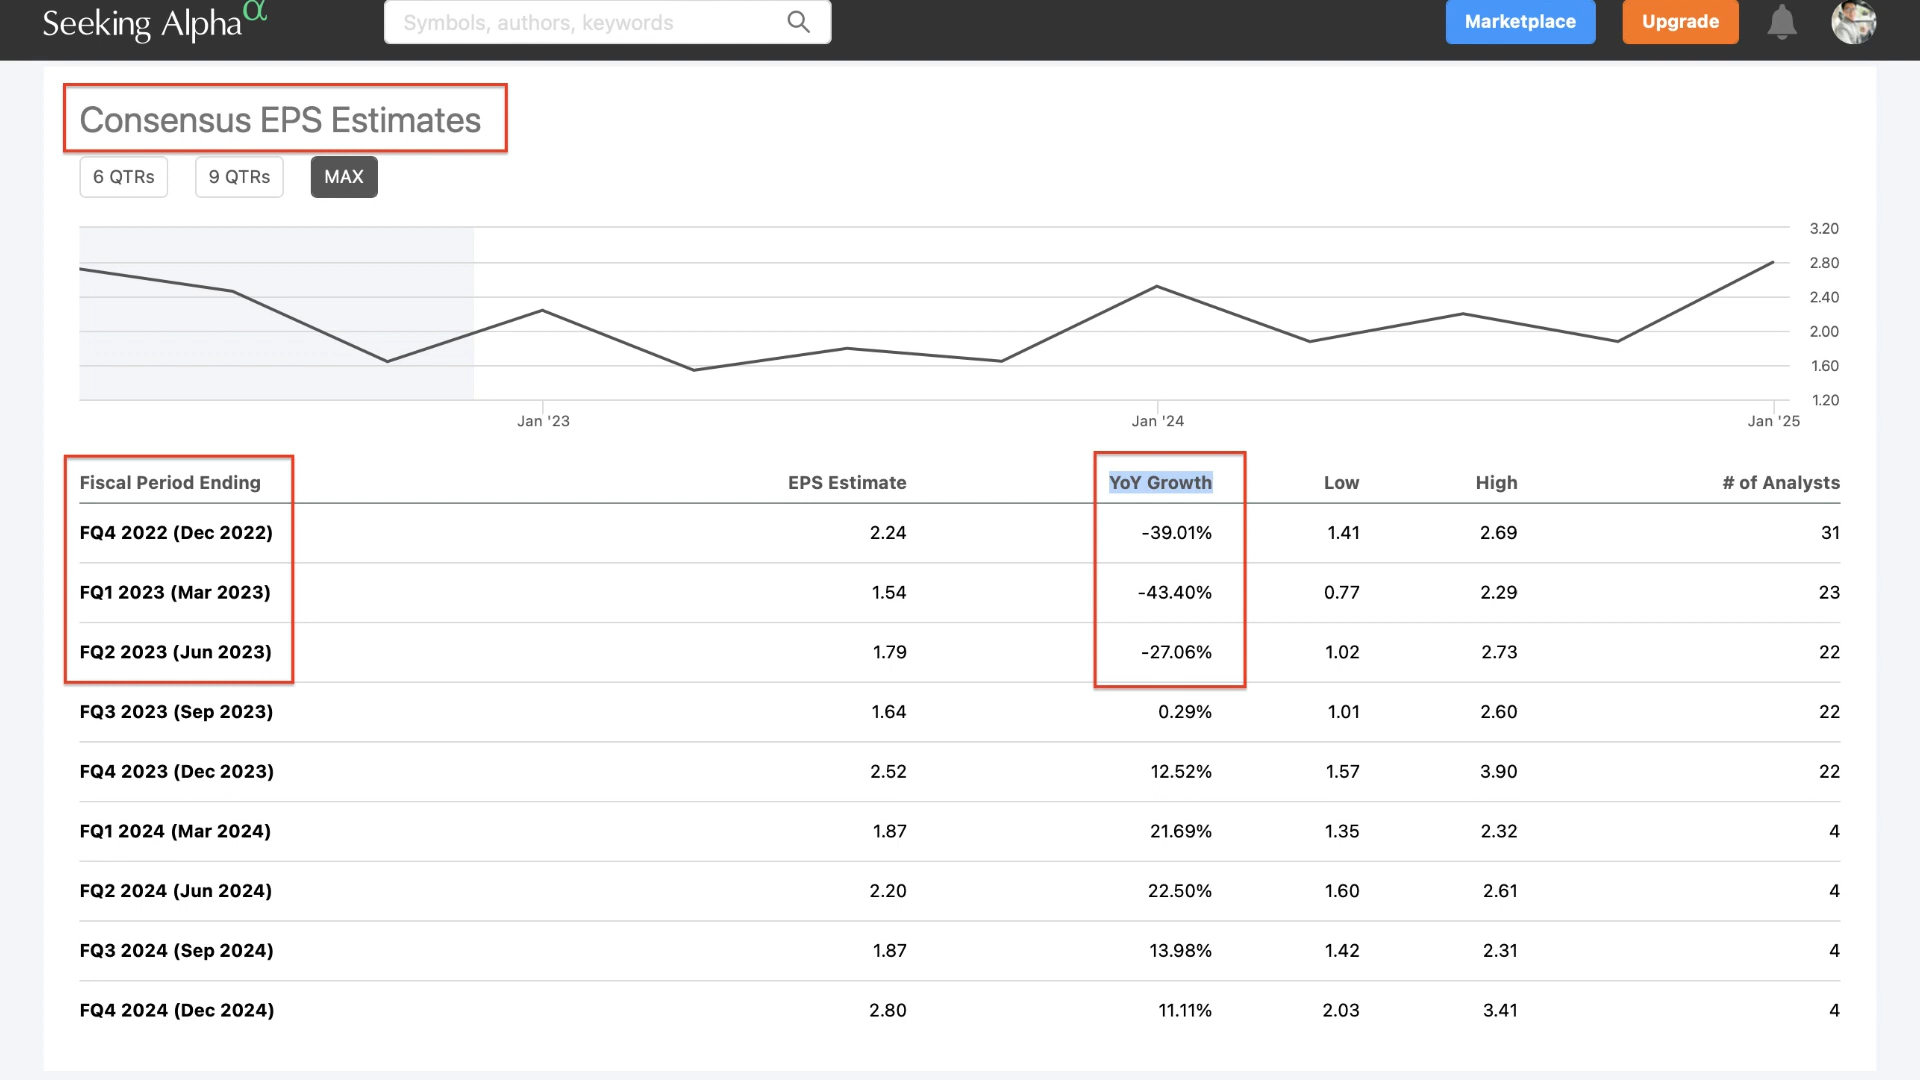 Seeking Alpha α
Symbols, authors, keywords
Marketplace
Upgrade
Consensus EPS Estimates
6 QTRs 9 QTRs MAX
3.20
2.80
2.40
2.00
1.60
1.20
Jan '23 Jan '24 Jan '25
Fiscal Period Ending EPS Estimate YoY Growth Low High # of Analysts
FQ4 2022 (Dec 2022) 2.24 -39.01% 1.41 2.69 31
FQ1 2023 (Mar 2023) 1.54 -43.40% 0.77 2.29 23
FQ2 2023 (Jun 2023) 1.79 -27.06% 1.02 2.73 22
FQ3 2023 (Sep 2023) 1.64 0.29% 1.01 2.60 22
FQ4 2023 (Dec 2023) 2.52 12.52% 1.57 3.90 22
FQ1 2024 (Mar 2024) 1.87 21.69% 1.35 2.32 4
FQ2 2024 (Jun 2024) 2.20 22.50% 1.60 2.61 4
FQ3 2024 (Sep 2024) 1.87 13.98% 1.42 2.31 4
FQ4 2024 (Dec 2024) 2.80 11.11% 2.03 3.41 4